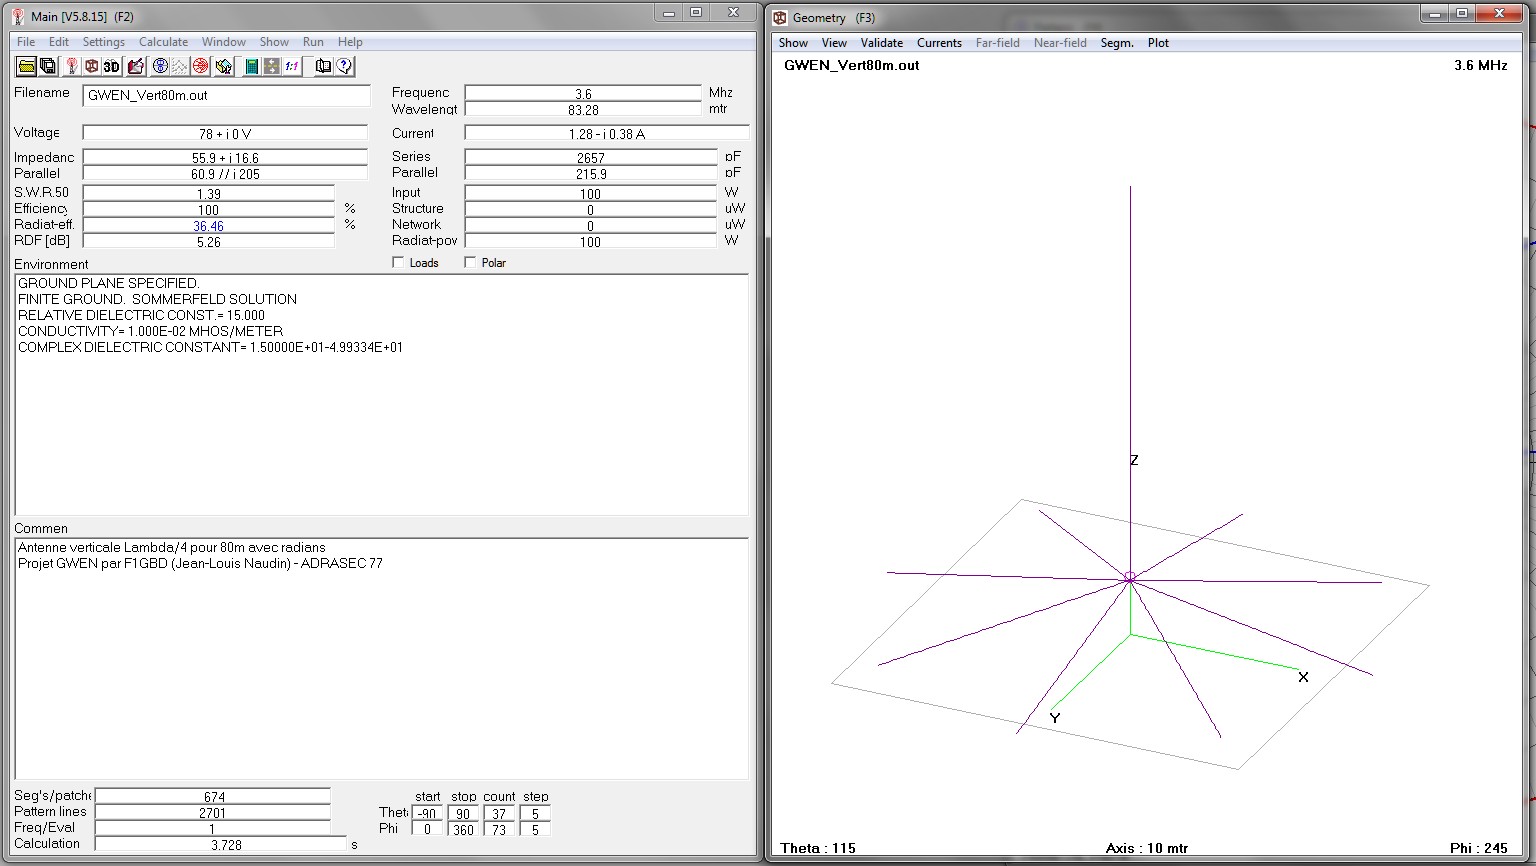 Main [V5.8.15] (F2)
File Edit Settings Calculate Window Show Run Help
3D 1:1
Filename GWEN_Vert80m.out
Frequenc 3.6 Mhz
Wavelengt 83.28 mtr
Voltage 78 + i 0 V
Current 1.28 - i 0.38 A
Impedanc 55.9 + i 16.6
Series 2657 pF
Parallel 60.9 // i 205
Parallel 215.9 pF
S.W.R.50 1.39
Input 100 W
Efficiency 100 %
Structure 0 uW
Radiat-eff. 36.46 %
Network 0 uW
RDF [dB] 5.26
Radiat-pov 100 W
Environment
Loads Polar
GROUND PLANE SPECIFIED.
FINITE GROUND. SOMMERFELD SOLUTION
RELATIVE DIELECTRIC CONST.= 15.000
CONDUCTIVITY= 1.000E-02 MHOS/METER
COMPLEX DIELECTRIC CONSTANT= 1.50000E+01-4.99334E+01
Commen
Antenne verticale Lambda/4 pour 80m avec radians
Projet GWEN par F1GBD (Jean-Louis Naudin) - ADRASEC 77
Seg's/patche 674
Pattern lines 2701
Freq/Eval 1
Calculation 3.728 s
start stop count step
Thet -90 90 37 5
Phi 0 360 73 5
Geometry (F3)
Show View Validate Currents Far-field Near-field Segm. Plot
GWEN_Vert80m.out 3.6 MHz
Z
X
Y
Theta : 115 Axis : 10 mtr Phi : 245